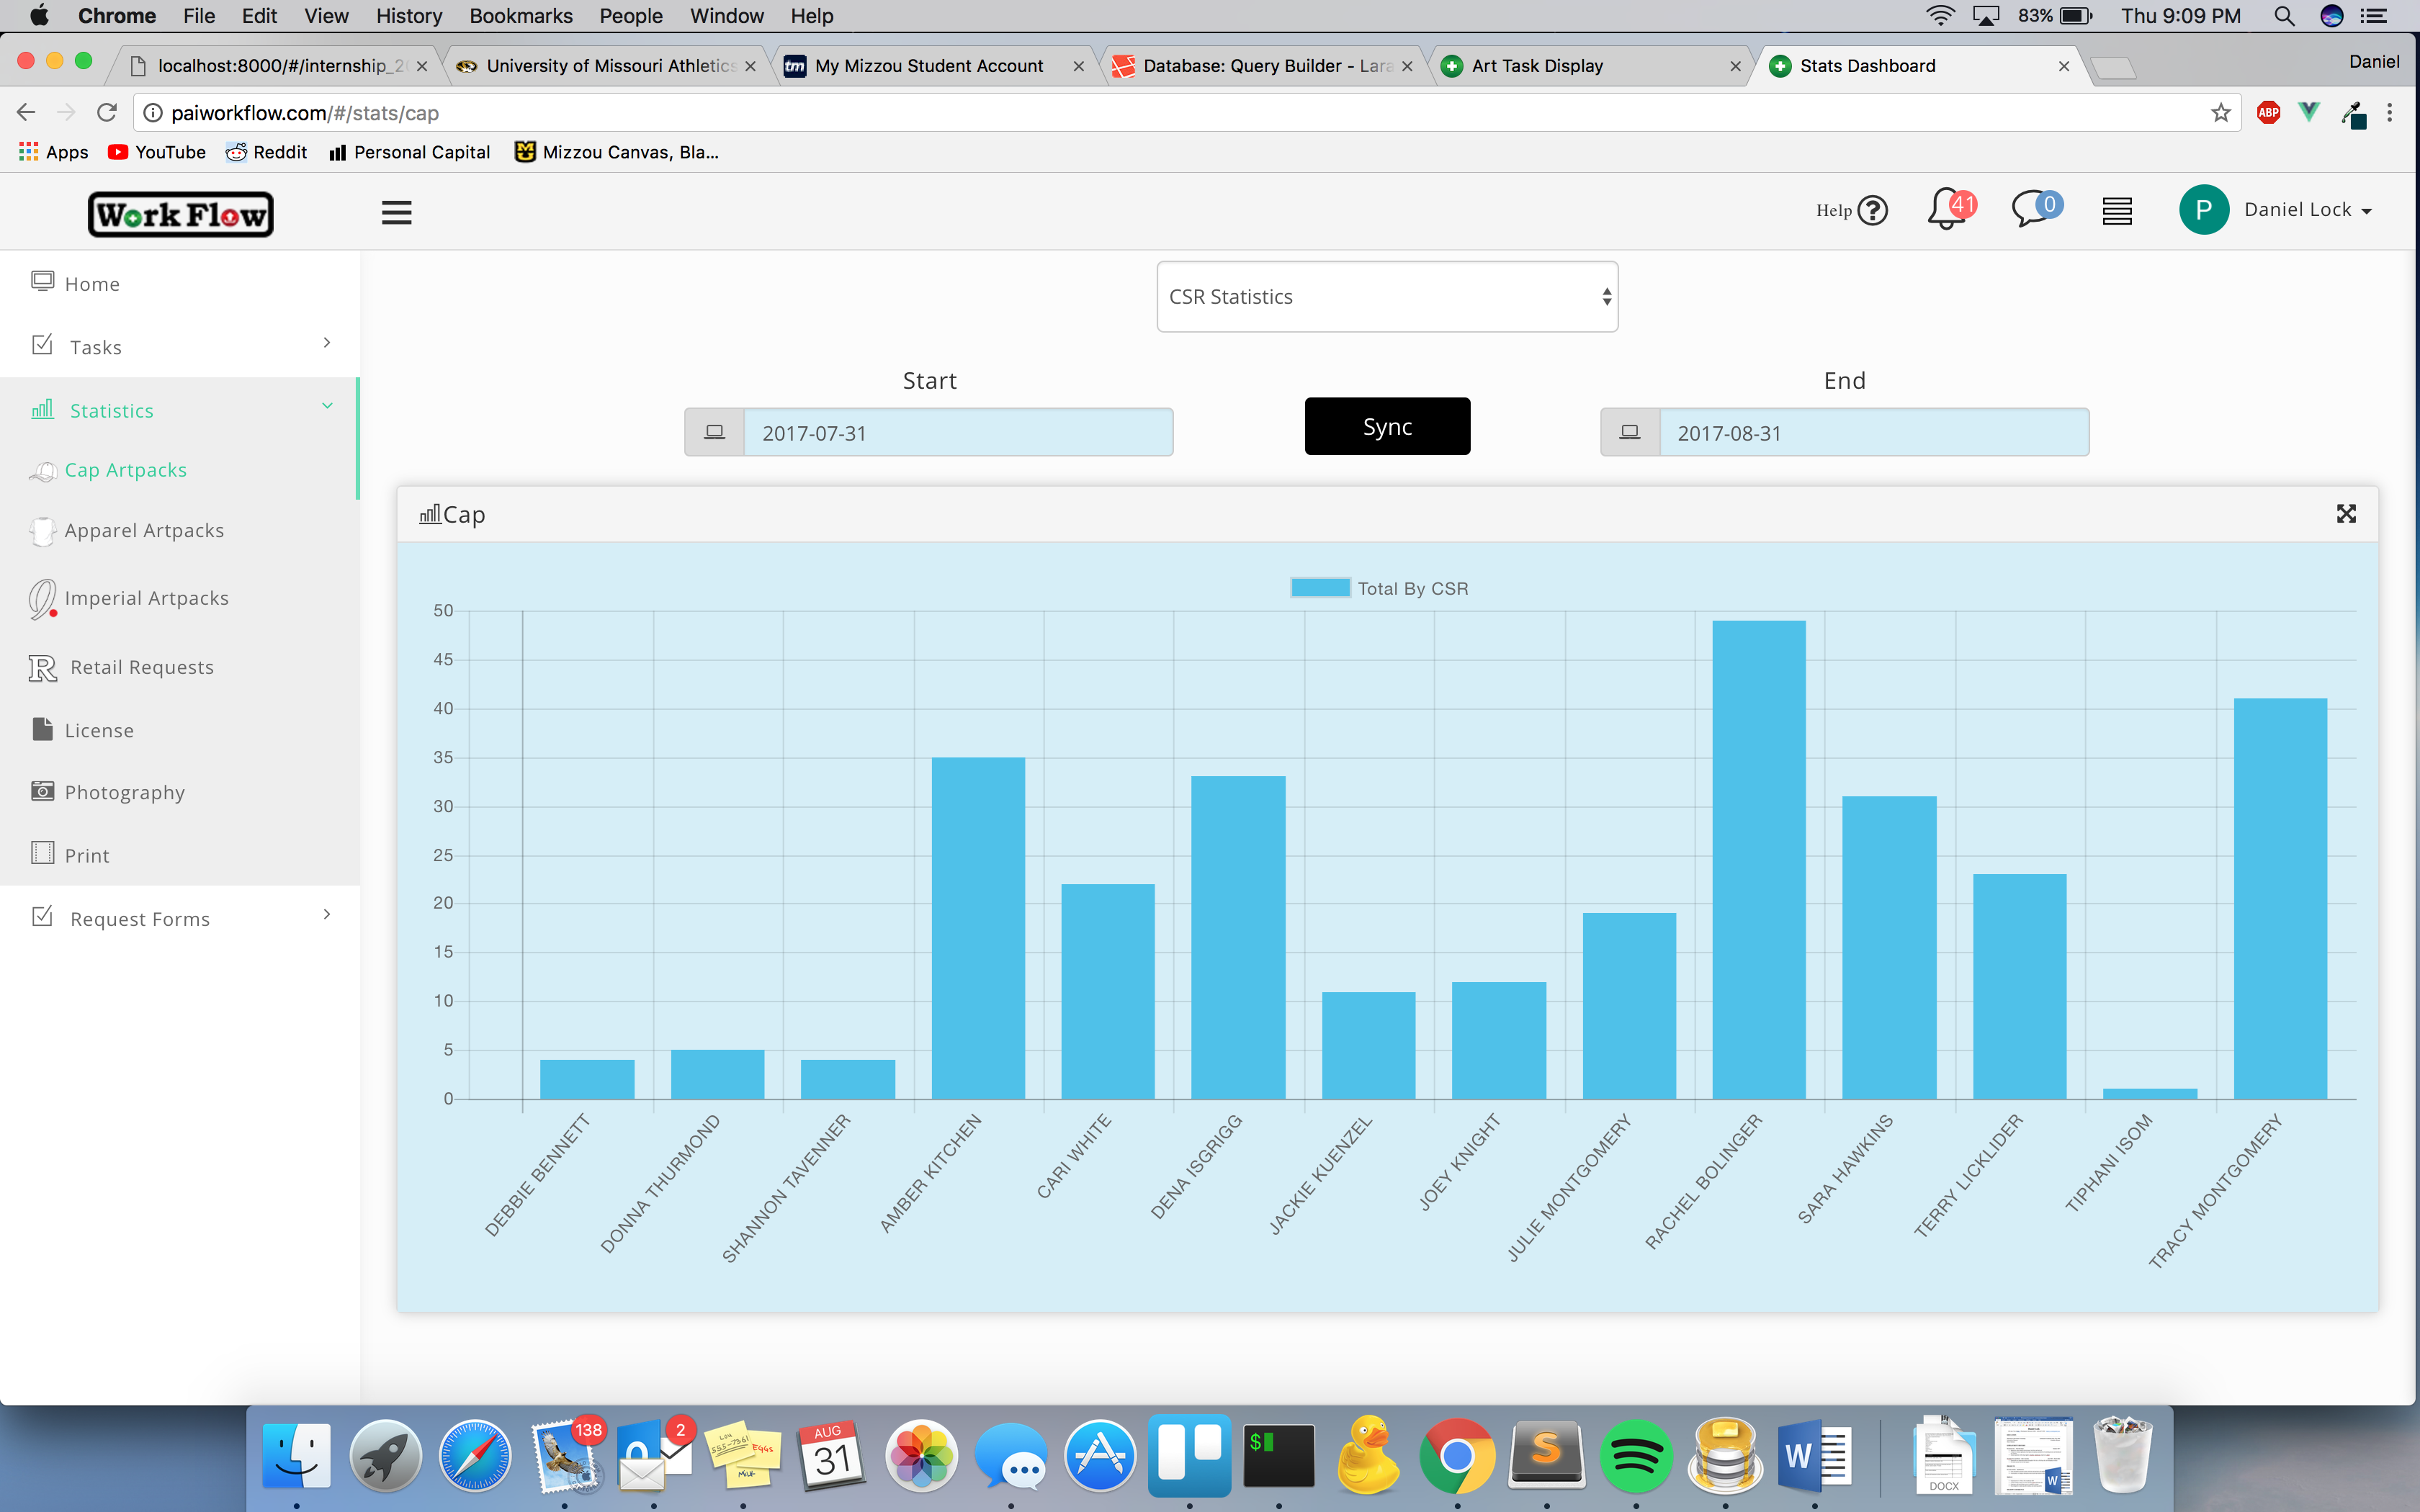 Chrome File Edit View History Bookmarks People Window Help 83% Thu 9:09 PM
localhost:8000/#/internship_2 University of Missouri Athletics My Mizzou Student Account Database: Query Builder - Lara Art Task Display Stats Dashboard Daniel
paiworkflow.com/#/stats/cap ABP
Apps YouTube Reddit Personal Capital Mizzou Canvas, Bla...
Work Flow Help ? 41 0 P Daniel Lock
Home
Tasks
Statistics
Cap Artpacks
Apparel Artpacks
Imperial Artpacks
R Retail Requests
License
Photography
Print
Request Forms
CSR Statistics
Start End
2017-07-31 Sync 2017-08-31
Cap
Total By CSR
50
45
40
35
30
25
20
15
10
5
0
DEBBIE BENNETT
DONNA THURMOND
SHANNON TAVENNER
AMBER KITCHEN
CARI WHITE
DENA ISGRIGG
JACKIE KUENZEL
JOEY KNIGHT
JULIE MONTGOMERY
RACHEL BOLINGER
SARA HAWKINS
TERRY LICKLIDER
TIPHANI ISOM
TRACY MONTGOMERY
138 2 555-7361 EGGS MILK AUG 31 $ S W DOCX W